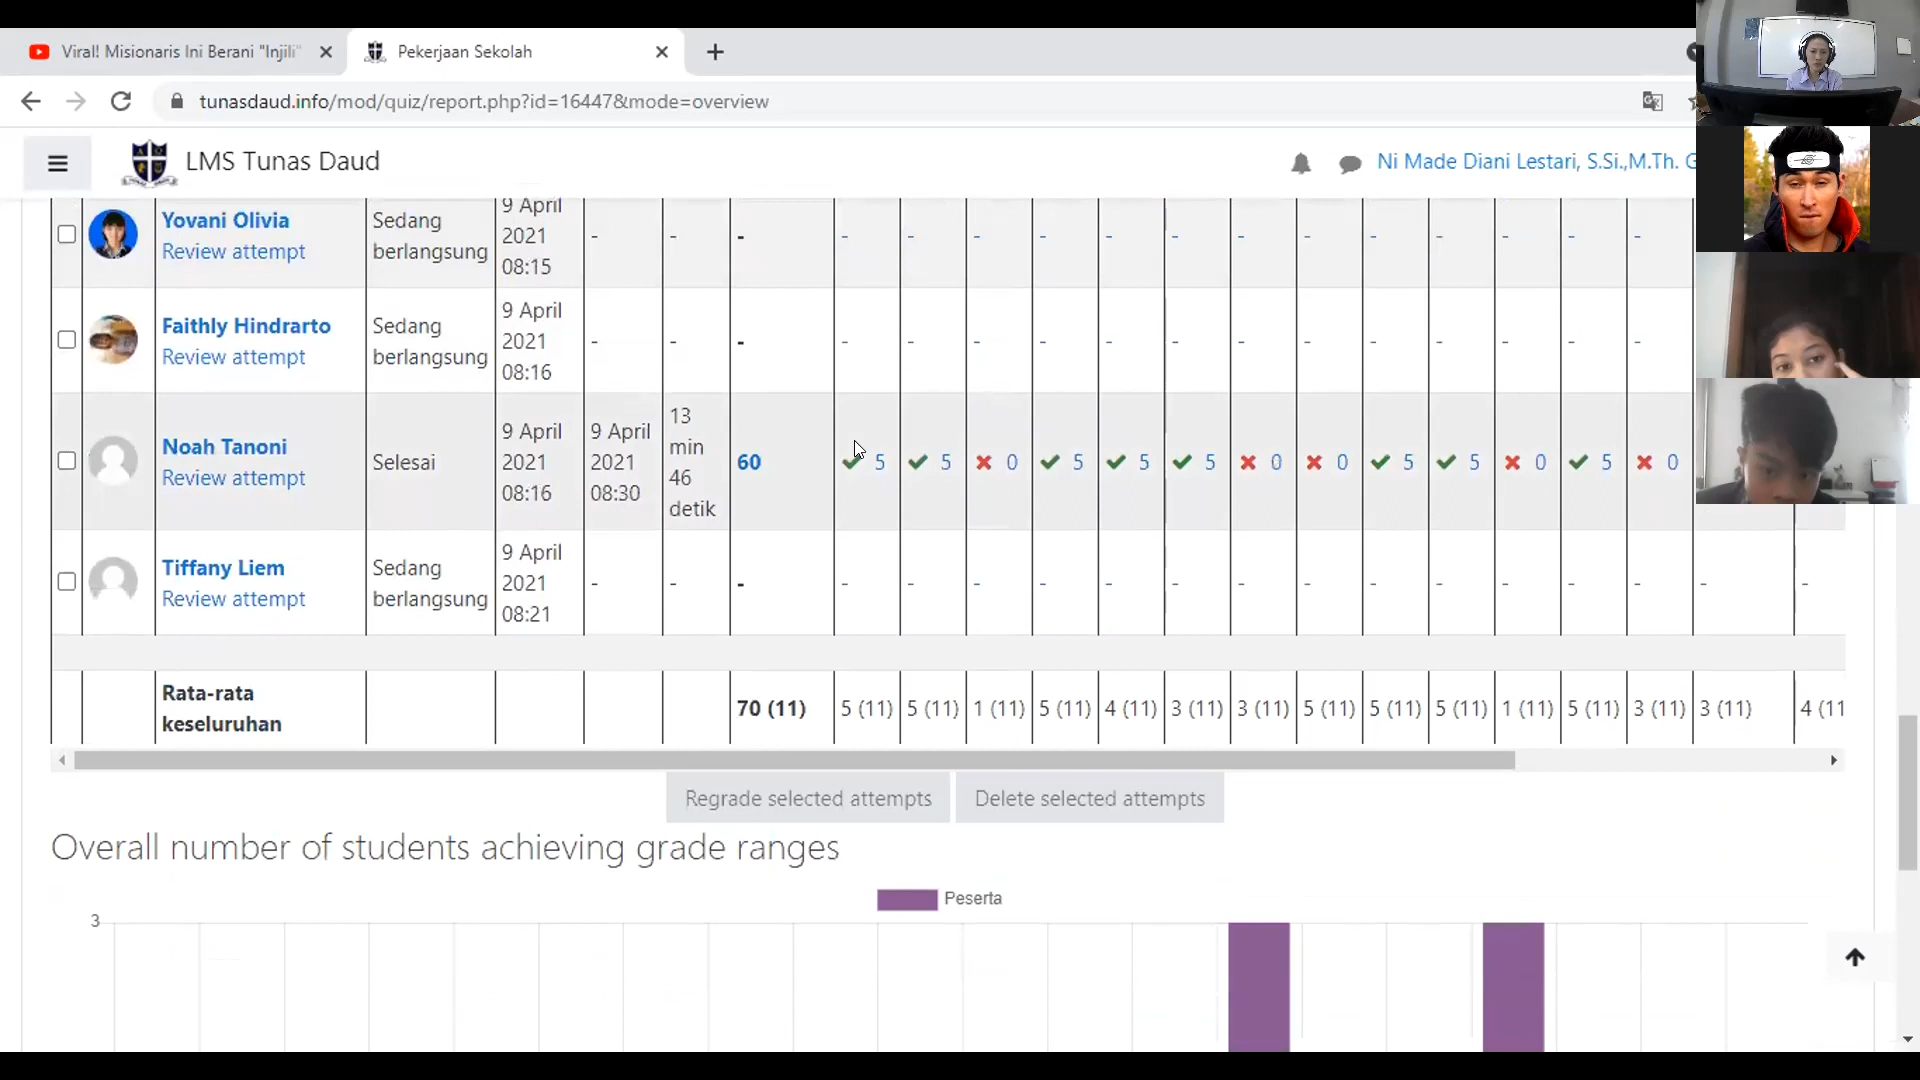 Viral! Misionaris Ini Berani "Injili"
Pekerjaan Sekolah
tunasdaud.info/mod/quiz/report.php?id=16447&mode=overview
LMS Tunas Daud
Ni Made Diani Lestari, S.Si.,M.Th. G
Yovani Olivia
Review attempt
Sedang berlangsung
9 April 2021 08:15
- - - - - - - - - - - - - - - -
Faithly Hindrarto
Review attempt
Sedang berlangsung
9 April 2021 08:16
- - - - - - - - - - - - - - - -
Noah Tanoni
Review attempt
Selesai
9 April 2021 08:16
9 April 2021 08:30
13 min 46 detik
60
5 5 0 5 5 5 0 0 5 5 0 5 0
Tiffany Liem
Review attempt
Sedang berlangsung
9 April 2021 08:21
- - - - - - - - - - - - - - - - - -
Rata-rata keseluruhan
70 (11) 5 (11) 5 (11) 1 (11) 5 (11) 4 (11) 3 (11) 3 (11) 5 (11) 5 (11) 5 (11) 1 (11) 5 (11) 3 (11) 3 (11) 4 (11
Regrade selected attempts
Delete selected attempts
Overall number of students achieving grade ranges
Peserta
3